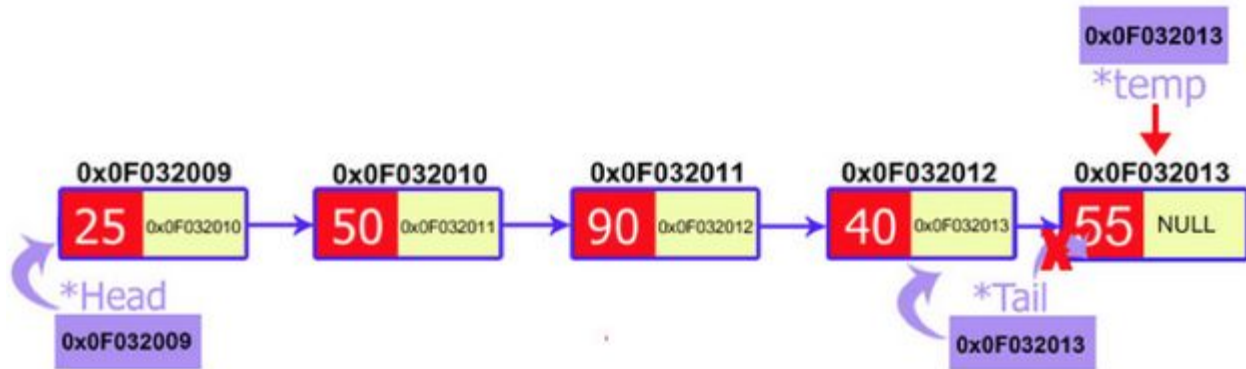 0x0F032013
*temp
0x0F032009 0x0F032010 0x0F032011 0x0F032012 0x0F032013
25 0x0F032010 50 0x0F032011 90 0x0F032012 40 0x0F032013 55 NULL
X
*Head *Tail
0x0F032009 0x0F032013